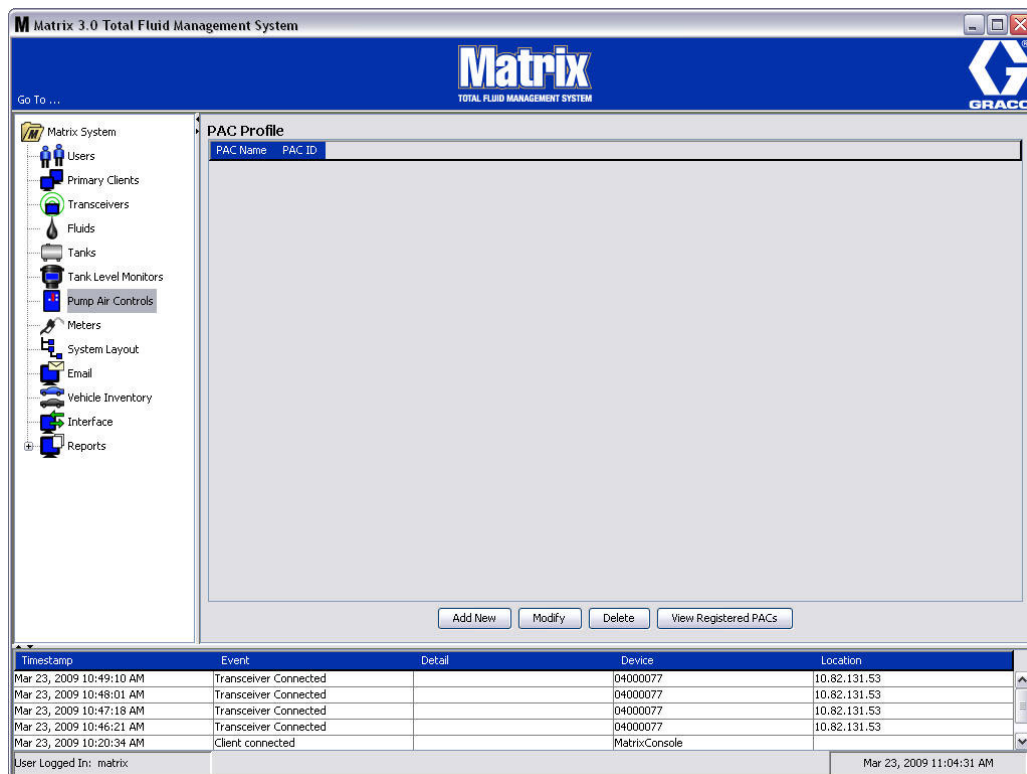 M Matrix 3.0 Total Fluid Management System
Matrix
TOTAL FLUID MANAGEMENT SYSTEM
Go To ...
GRACO
Matrix System
Users
Primary Clients
Transceivers
Fluids
Tanks
Tank Level Monitors
Pump Air Controls
Meters
System Layout
Email
Vehicle Inventory
Interface
Reports
PAC Profile
PAC Name PAC ID
Add New Modify Delete View Registered PACs
Timestamp Event Detail Device Location
Mar 23, 2009 10:49:10 AM Transceiver Connected 04000077 10.82.131.53
Mar 23, 2009 10:48:01 AM Transceiver Connected 04000077 10.82.131.53
Mar 23, 2009 10:47:18 AM Transceiver Connected 04000077 10.82.131.53
Mar 23, 2009 10:46:21 AM Transceiver Connected 04000077 10.82.131.53
Mar 23, 2009 10:20:34 AM Client connected MatrixConsole
User Logged In: matrix Mar 23, 2009 11:04:31 AM